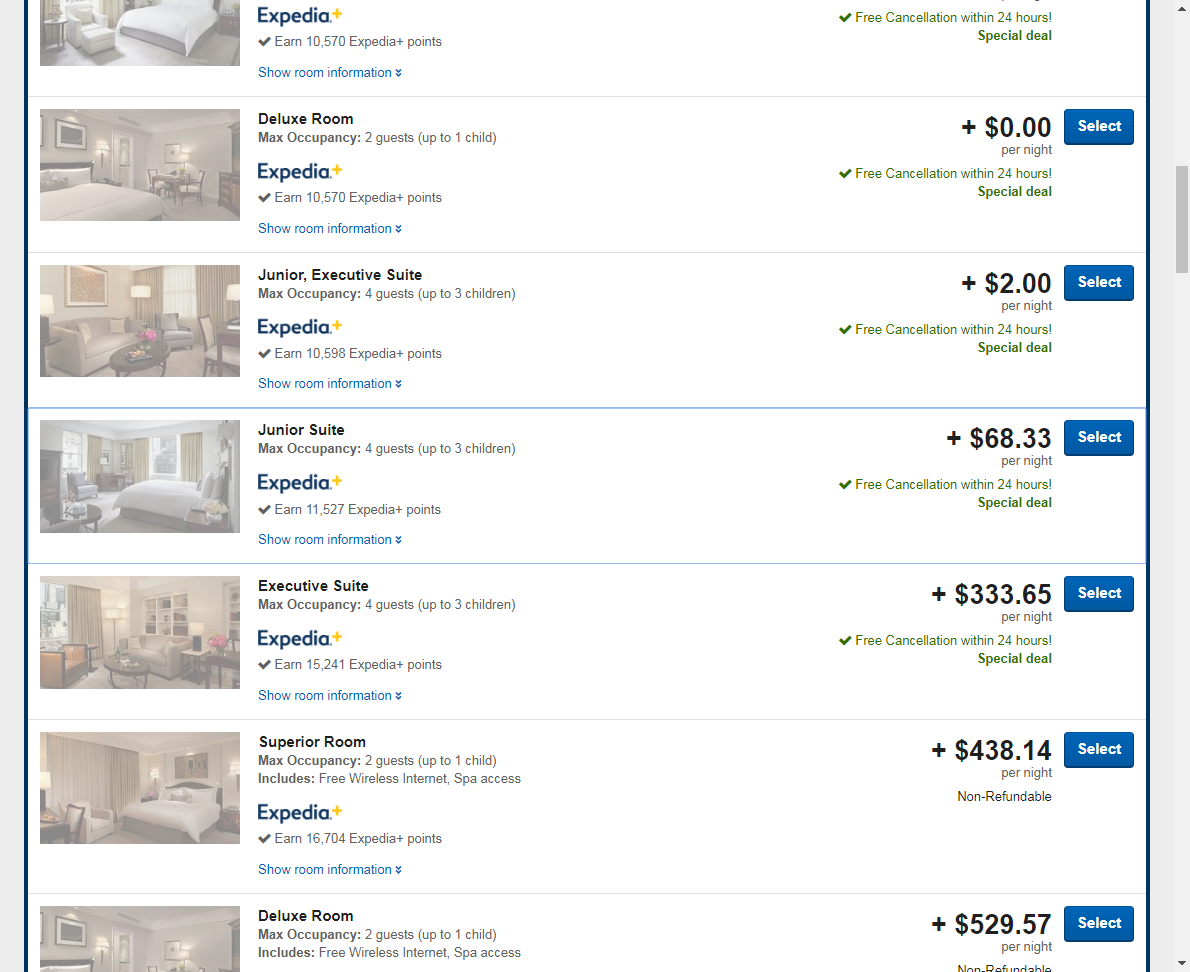 Expedia+
Earn 10,570 Expedia+ points
Free Cancellation within 24 hours!
Special deal
Show room information
Deluxe Room
Max Occupancy: 2 guests (up to 1 child)
Expedia+
Earn 10,570 Expedia+ points
Show room information
+ $0.00
per night
Free Cancellation within 24 hours!
Special deal
Select
Junior, Executive Suite
Max Occupancy: 4 guests (up to 3 children)
Expedia+
Earn 10,598 Expedia+ points
Show room information
+ $2.00
per night
Free Cancellation within 24 hours!
Special deal
Select
Junior Suite
Max Occupancy: 4 guests (up to 3 children)
Expedia+
Earn 11,527 Expedia+ points
Show room information
+ $68.33
per night
Free Cancellation within 24 hours!
Special deal
Select
Executive Suite
Max Occupancy: 4 guests (up to 3 children)
Expedia+
Earn 15,241 Expedia+ points
Show room information
+ $333.65
per night
Free Cancellation within 24 hours!
Special deal
Select
Superior Room
Max Occupancy: 2 guests (up to 1 child)
Includes: Free Wireless Internet, Spa access
Expedia+
Earn 16,704 Expedia+ points
Show room information
+ $438.14
per night
Non-Refundable
Select
Deluxe Room
Max Occupancy: 2 guests (up to 1 child)
Includes: Free Wireless Internet, Spa access
+ $529.57
per night
Non-Refundable
Select